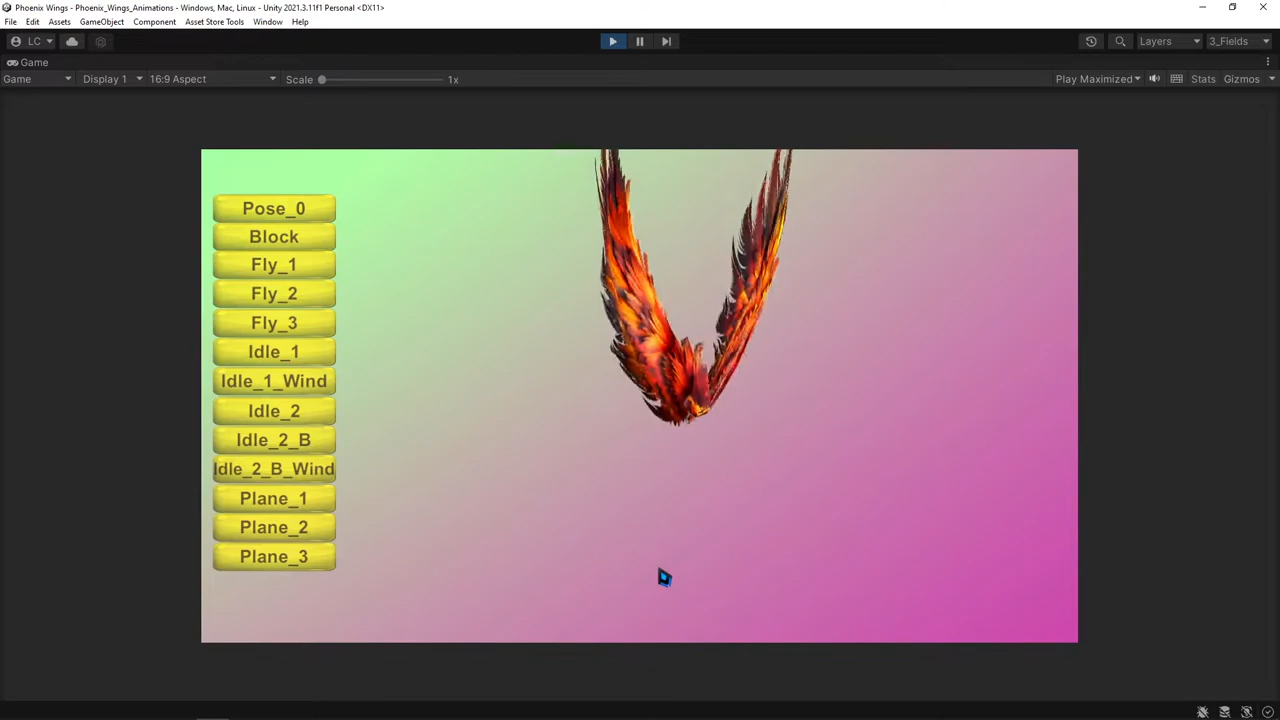 Phoenix Wings - Phoenix_Wings_Animations - Windows, Mac, Linux - Unity 2021.3.11f1 Personal <DX11>
File Edit Assets GameObject Component Asset Store Tools Window Help
LC Layers 3_Fields
Game
Game Display 1 16:9 Aspect Scale 1x Play Maximized Stats Gizmos
Pose_0
Block
Fly_1
Fly_2
Fly_3
Idle_1
Idle_1_Wind
Idle_2
Idle_2_B
Idle_2_B_Wind
Plane_1
Plane_2
Plane_3